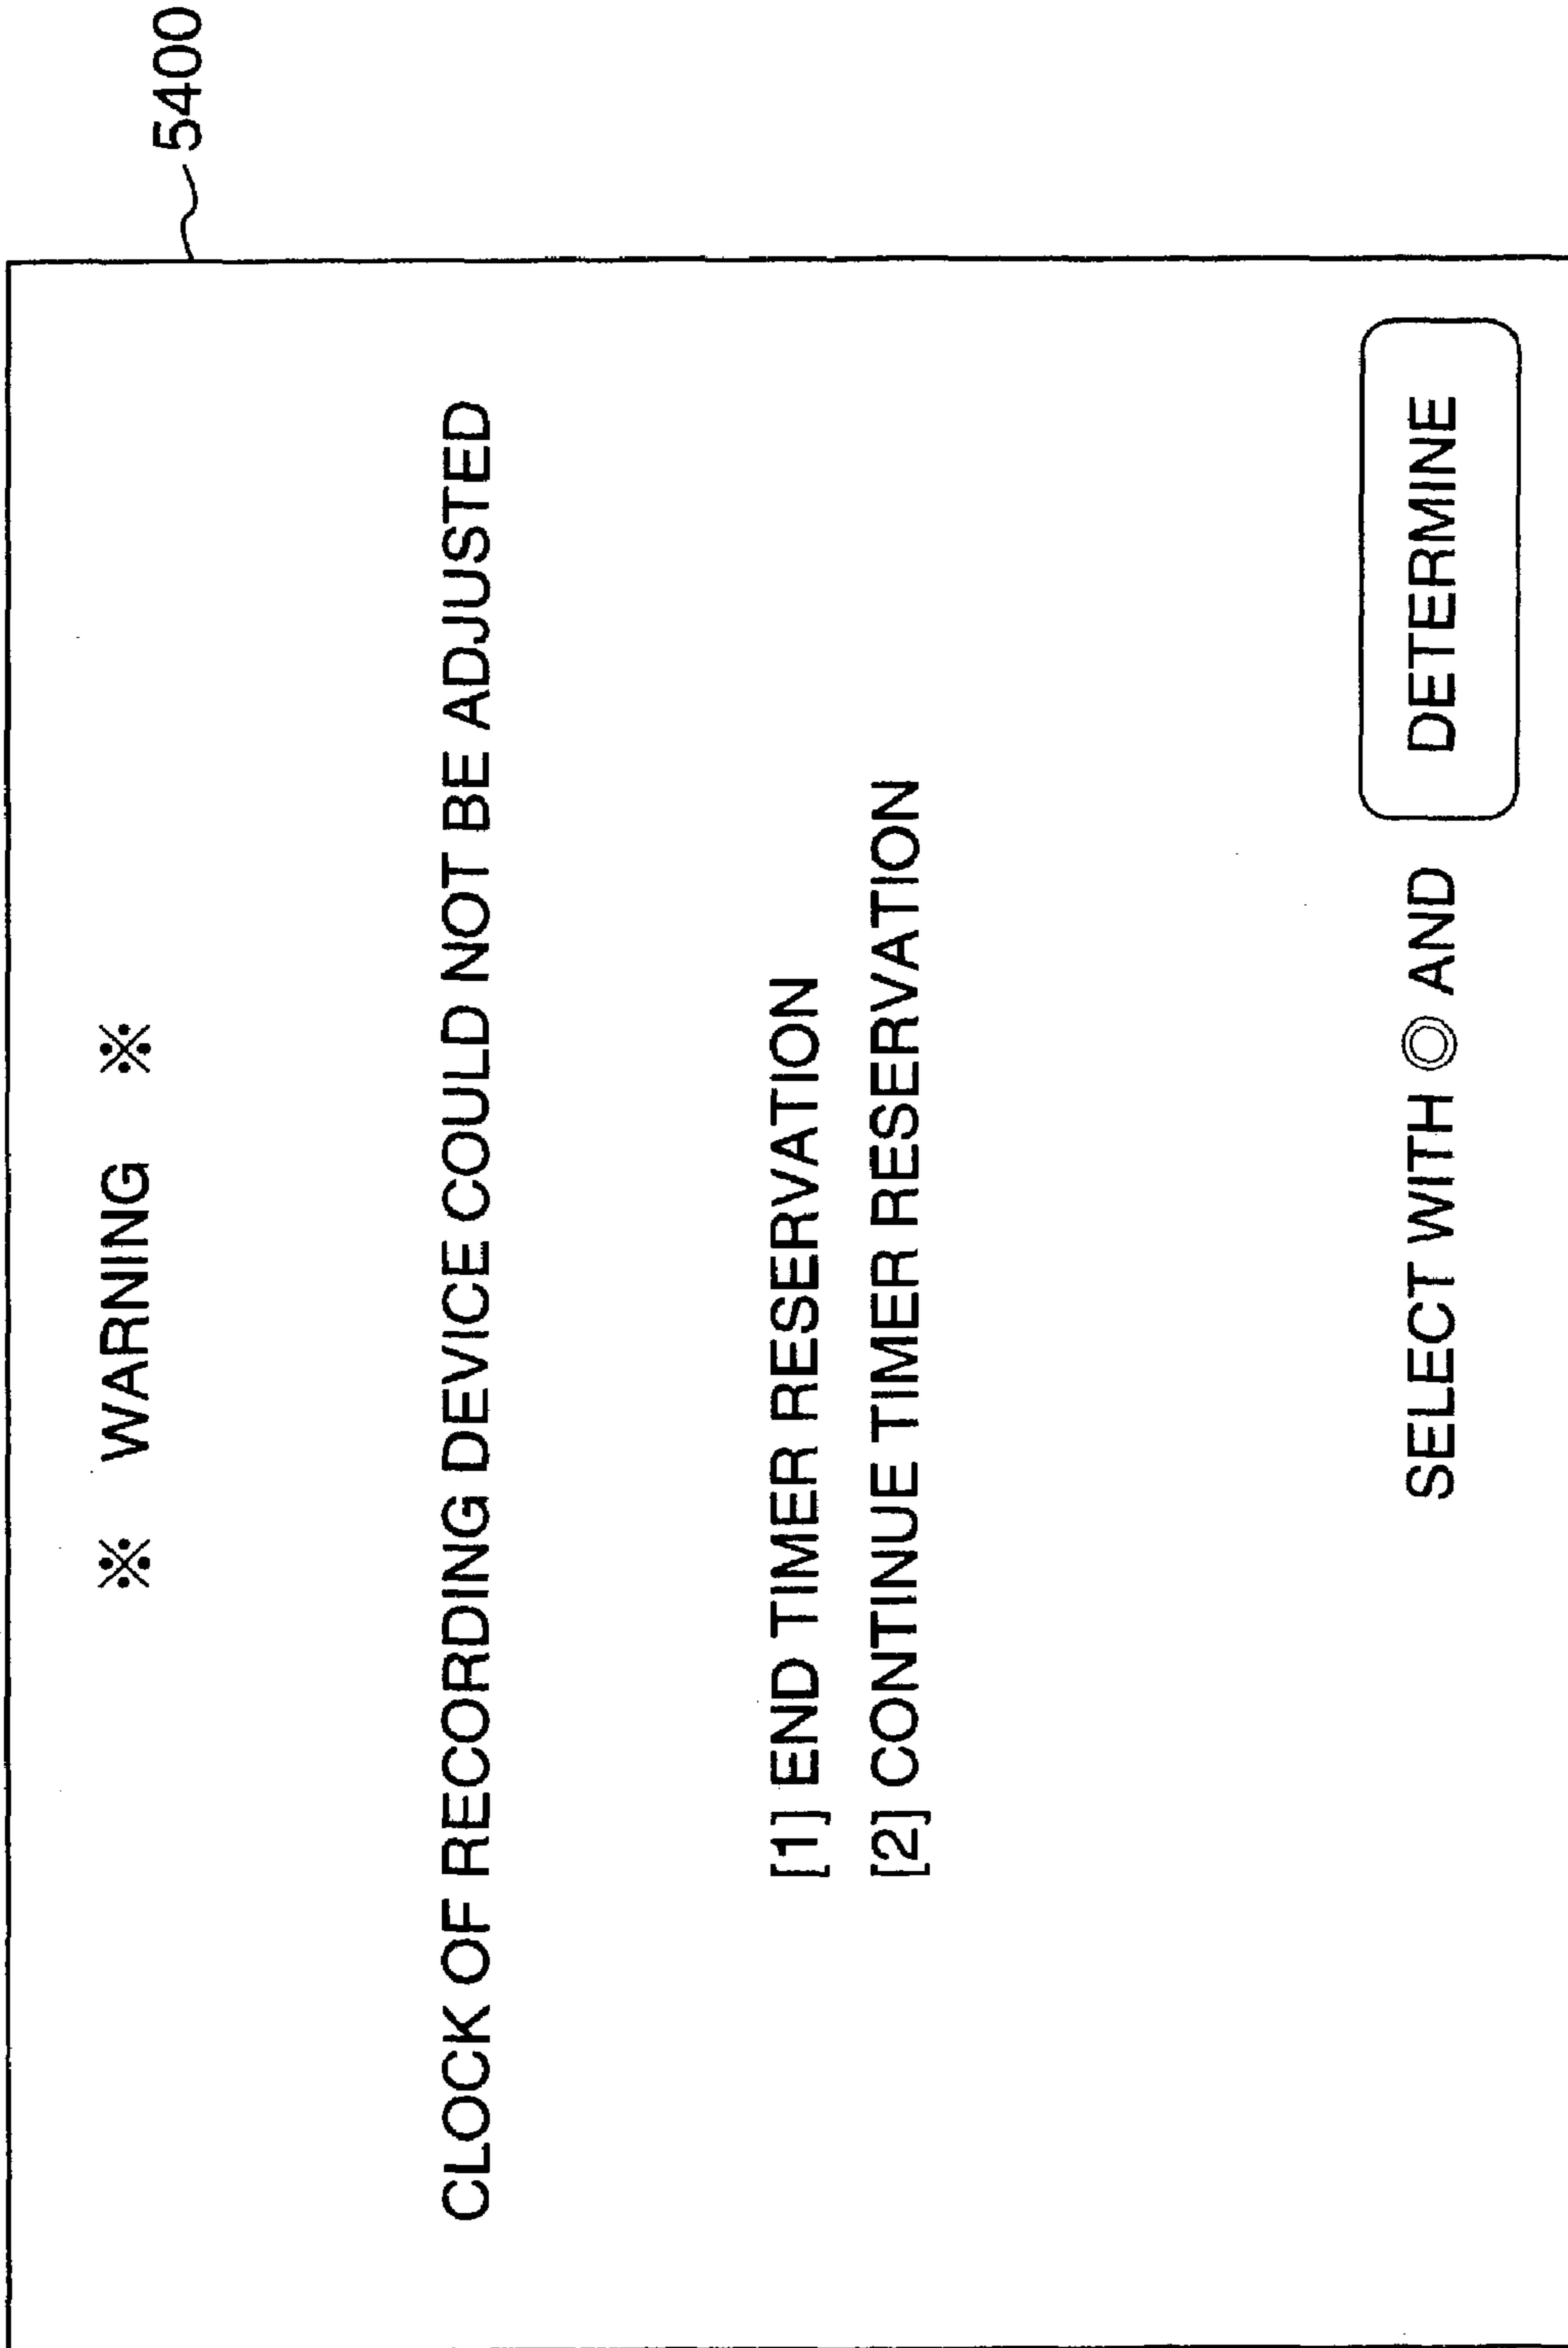 5400
※ WARNING ※
CLOCK OF RECORDING DEVICE COULD NOT BE ADJUSTED
[1] END TIMER RESERVATION
[2] CONTINUE TIMER RESERVATION
SELECT WITH ◎ AND DETERMINE